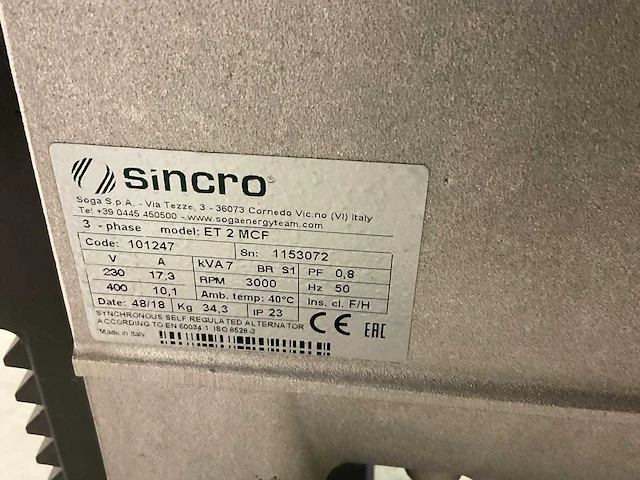 sincro®
Soga S.p.A. - Via Tezze, 3 - 36073 Cornedo Vic.no (VI) Italy
Tel +39 0445 450500 - www.sogaenergyteam.com
3 - phase model: ET 2 MCF
Code: 101247 Sn: 1153072
V A kVA 7 BR S1 PF 0,8
230 17,3 RPM 3000 Hz 50
400 10,1 Amb. temp: 40°C Ins. cl. F/H
Date: 48/18 Kg 34,3 IP 23
SYNCHRONOUS SELF REGULATED ALTERNATOR
ACCORDING TO EN 60034.1 ISO 8528-3
Made in Italy
CE EAC